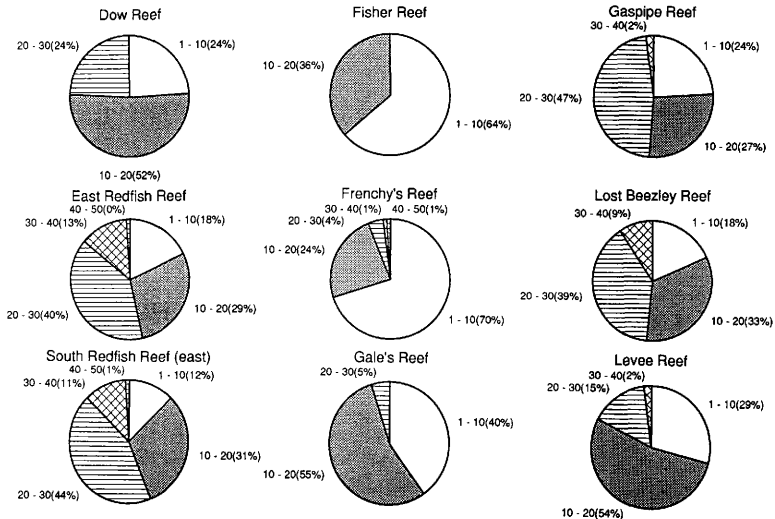 Dow Reef
20 - 30(24%)
1 - 10(24%)
10 - 20(52%)
Fisher Reef
10 - 20(36%)
1 - 10(64%)
Gaspipe Reef
30 - 40(2%)
1 - 10(24%)
20 - 30(47%)
10 - 20(27%)
East Redfish Reef
40 - 50(0%)
30 - 40(13%)
1 - 10(18%)
20 - 30(40%)
10 - 20(29%)
Frenchy's Reef
30 - 40(1%)
40 - 50(1%)
20 - 30(4%)
10 - 20(24%)
1 - 10(70%)
Lost Beezley Reef
30 - 40(9%)
1 - 10(18%)
20 - 30(39%)
10 - 20(33%)
South Redfish Reef (east)
40 - 50(1%)
30 - 40(11%)
1 - 10(12%)
10 - 20(31%)
20 - 30(44%)
Gale's Reef
20 - 30(5%)
1 - 10(40%)
10 - 20(55%)
Levee Reef
30 - 40(2%)
20 - 30(15%)
1 - 10(29%)
10 - 20(54%)